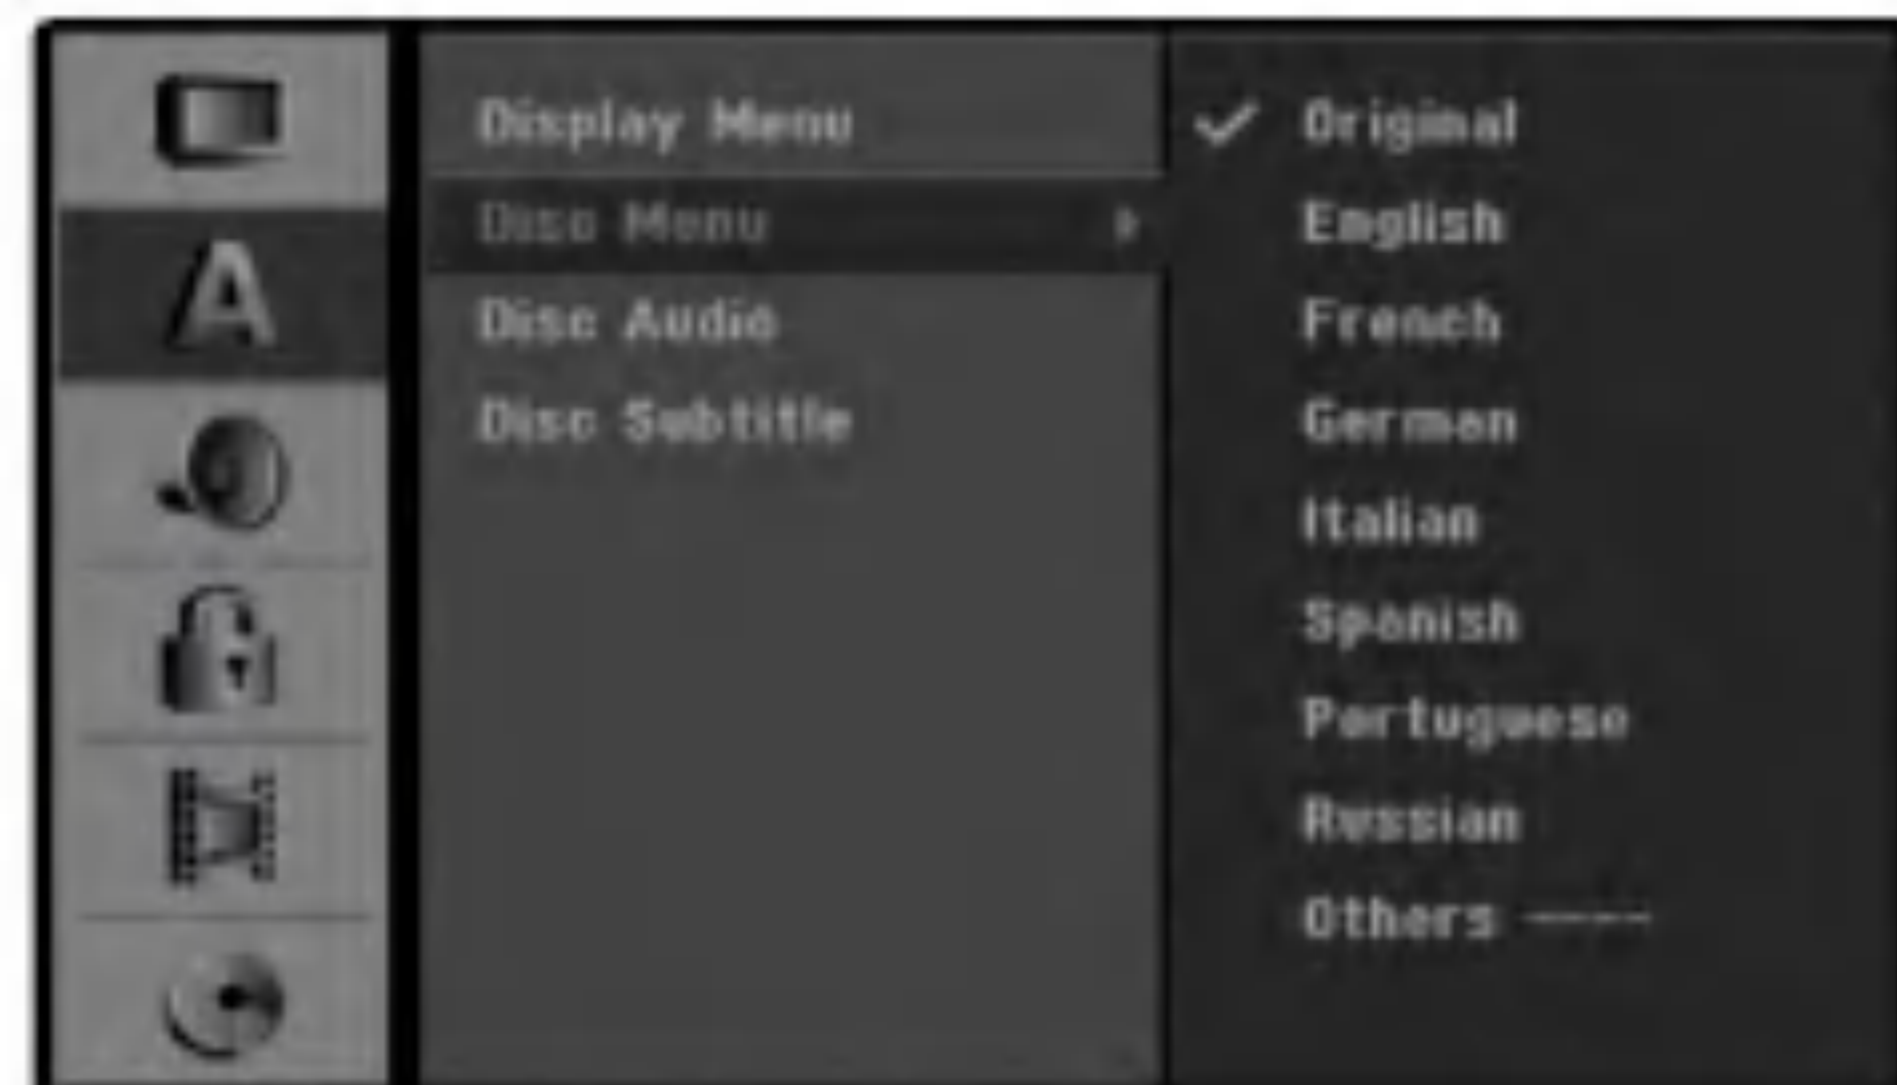 Display Menu
Disc Menu
Disc Audio
Disc Subtitle
Original
English
French
German
Italian
Spanish
Portuguese
Russian
Others ----